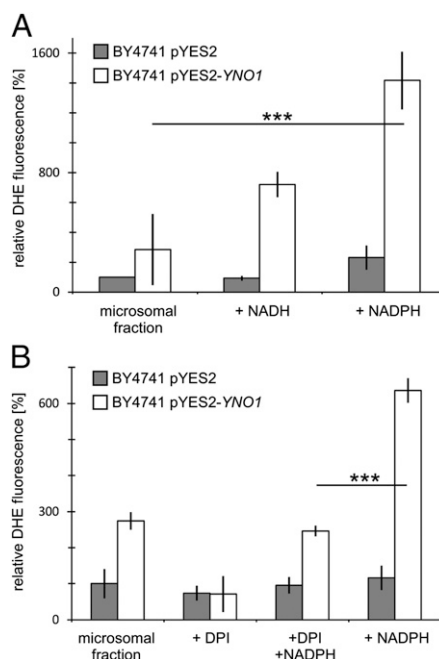 A
BY4741 pYES2
BY4741 pYES2-YNO1
relative DHE fluorescence [%]
1600
800
0
***
microsomal fraction
+ NADH
+ NADPH
B
BY4741 pYES2
BY4741 pYES2-YNO1
relative DHE fluorescence [%]
600
300
0
***
microsomal fraction
+ DPI
+DPI
+NADPH
+ NADPH